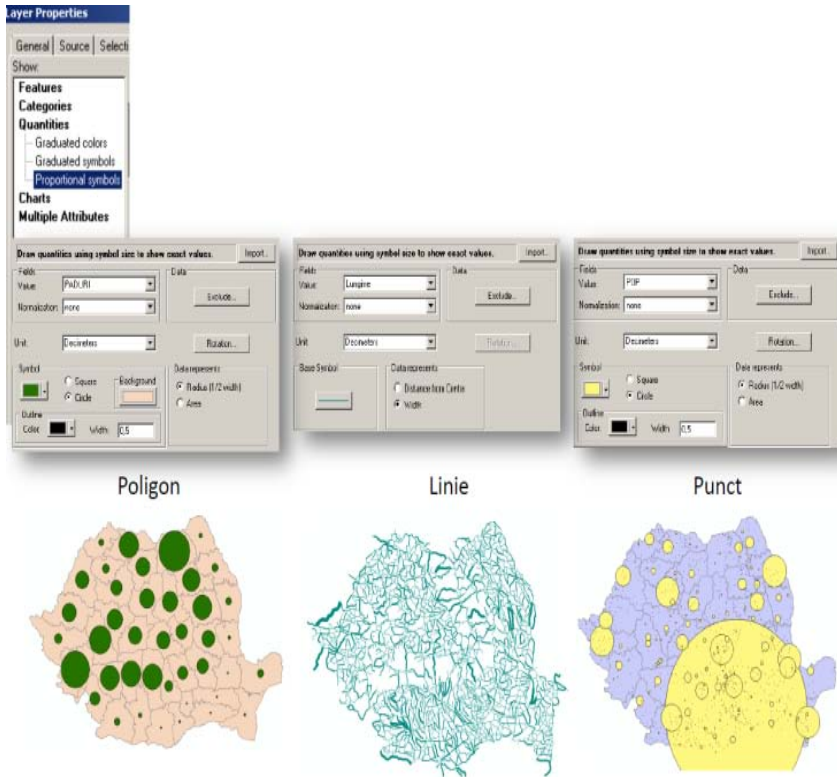 Layer Properties
General Source Selecti
Show:
Features
Categories
Quantities
Graduated colors
Graduated symbols
Proportional symbols
Charts
Multiple Attributes
Draw quantities using symbol size to show exact values. Import..
Fields
Value: PADURI
Normalization: none
Data
Exclude...
Unit: Decimeters
Rotation...
Symbol
Square
Circle
Background
Outline
Color: Width: 0,5
Data represents
Radius (1/2 width)
Area
Draw quantities using symbol size to show exact values. Import..
Fields
Value: Lungime
Normalization: none
Data
Exclude...
Unit: Decimeters
Rotation...
Base Symbol
Data represents
Distance from Center
Width
Draw quantities using symbol size to show exact values. Import..
Fields
Value: POP
Normalization: none
Data
Exclude...
Unit: Decimeters
Rotation...
Symbol
Square
Circle
Outline
Color: Width: 0,5
Data represents
Radius (1/2 width)
Area
Poligon
Linie
Punct